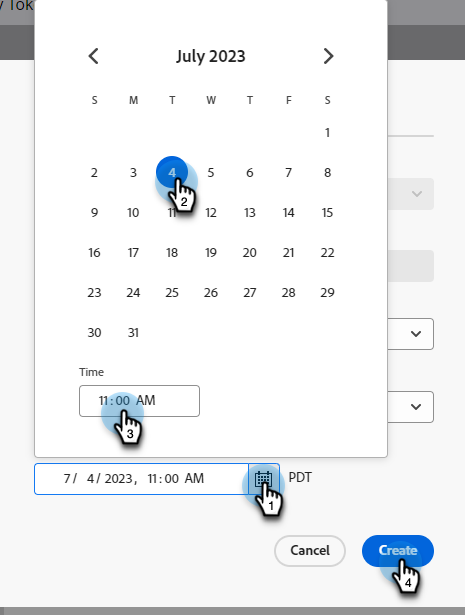 y Tok
July 2023
S M T W T F S
1
2 3 4 5 6 7 8
9 10 11 12 13 14 15
16 17 18 19 20 21 22
23 24 25 26 27 28 29
30 31
2
Time
11:00 AM
3
7/ 4/2023, 11:00 AM PDT
1
Cancel Create
4